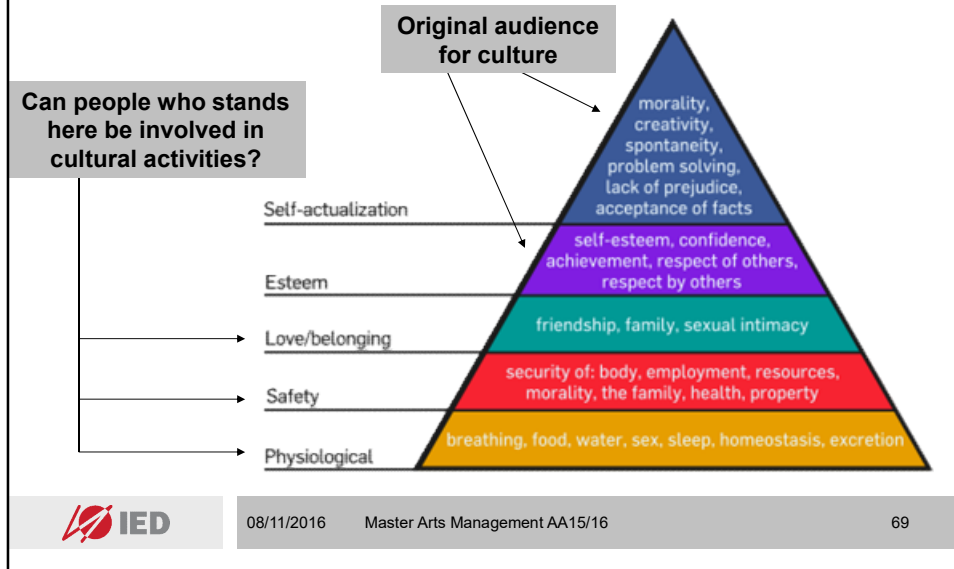 Original audience
for culture
Can people who stands
here be involved in
cultural activities?
morality,
creativity,
spontaneity,
problem solving,
lack of prejudice,
acceptance of facts
Self-actualization
self-esteem, confidence,
achievement, respect of others,
respect by others
Esteem
friendship, family, sexual intimacy
Love/belonging
security of: body, employment, resources,
morality, the family, health, property
Safety
breathing, food, water, sex, sleep, homeostasis, excretion
Physiological
IED
08/11/2016 Master Arts Management AA15/16 69